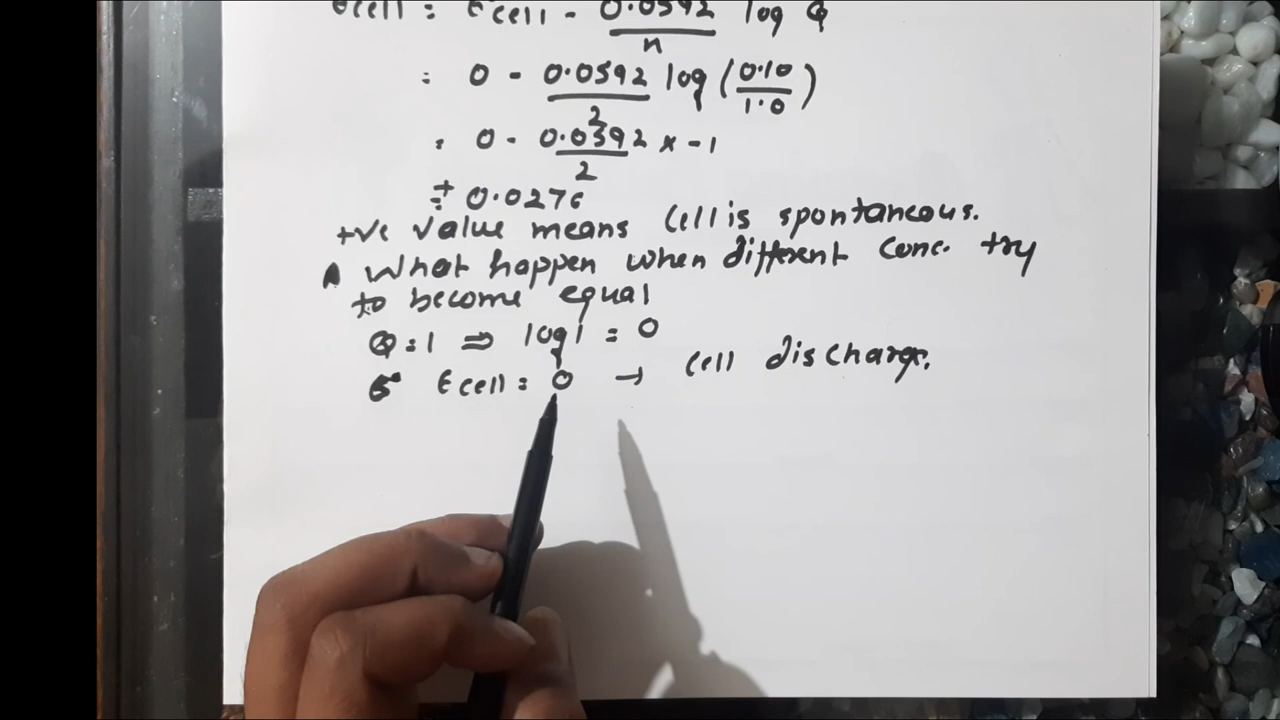 Ecell = E°cell - 0.0592/n log Q
= 0 - 0.0592/2 log (0.10/1.0)
= 0 - 0.0592/2 x -1
= + 0.0276
+ve value means cell is spontaneous.
What happen when different conc. try
to become equal
Q = 1 ⇒ log 1 = 0
Ecell = 0 → cell discharge.